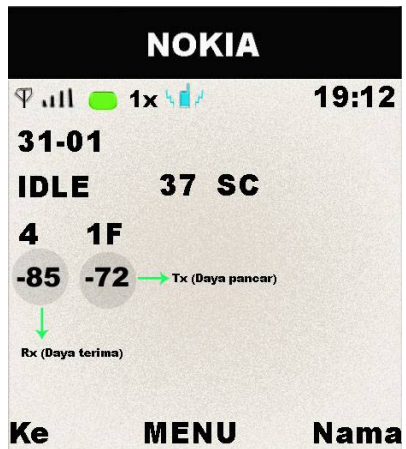 NOKIA
1x 19:12
31-01
IDLE 37 SC
4 1F
-85 -72 Tx (Daya pancar)
Rx (Daya terima)
Ke MENU Nama